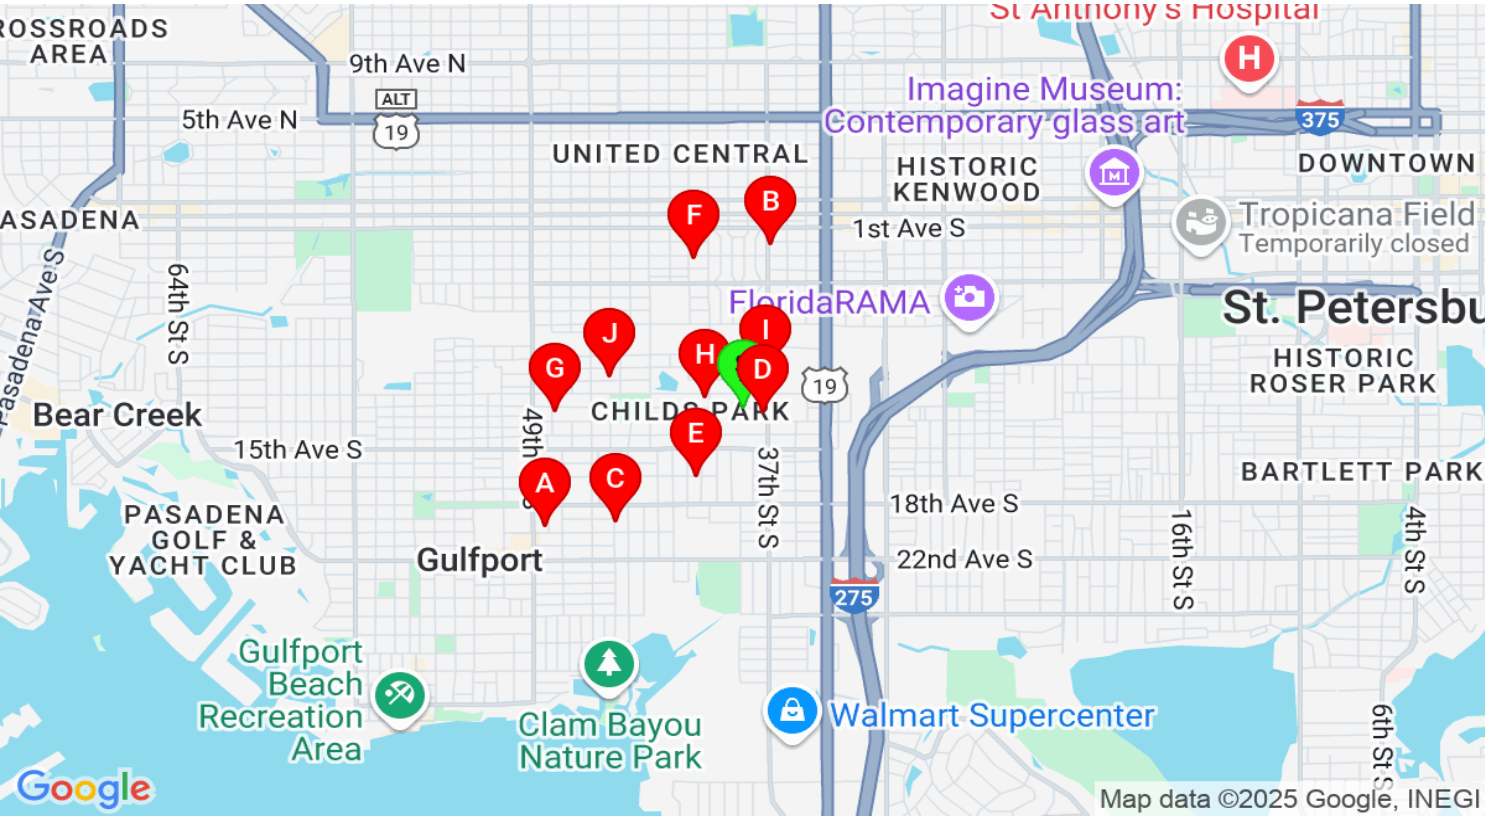 St Anthony's Hospital
H
ROSSROADS
AREA
9th Ave N
ALT
19
5th Ave N
Imagine Museum:
Contemporary glass art
375
UNITED CENTRAL
HISTORIC
KENWOOD
M
DOWNTOWN
ASADENA
F
B
1st Ave S
Tropicana Field
Temporarily closed
Pasadena Ave S
64th St S
FloridaRAMA
St. Petersbu
J
I
H
G
D
19
HISTORIC
ROSER PARK
Bear Creek
CHILDS PARK
49th
S
E
15th Ave S
37th St S
BARTLETT PARK
A
C
18th Ave S
PASADENA
GOLF &
YACHT CLUB
16th St S
4th St S
Gulfport
22nd Ave S
275
Gulfport
Beach
Recreation
Area
Clam Bayou
Nature Park
Walmart Supercenter
6th St S
Google
Map data ©2025 Google, INEGI